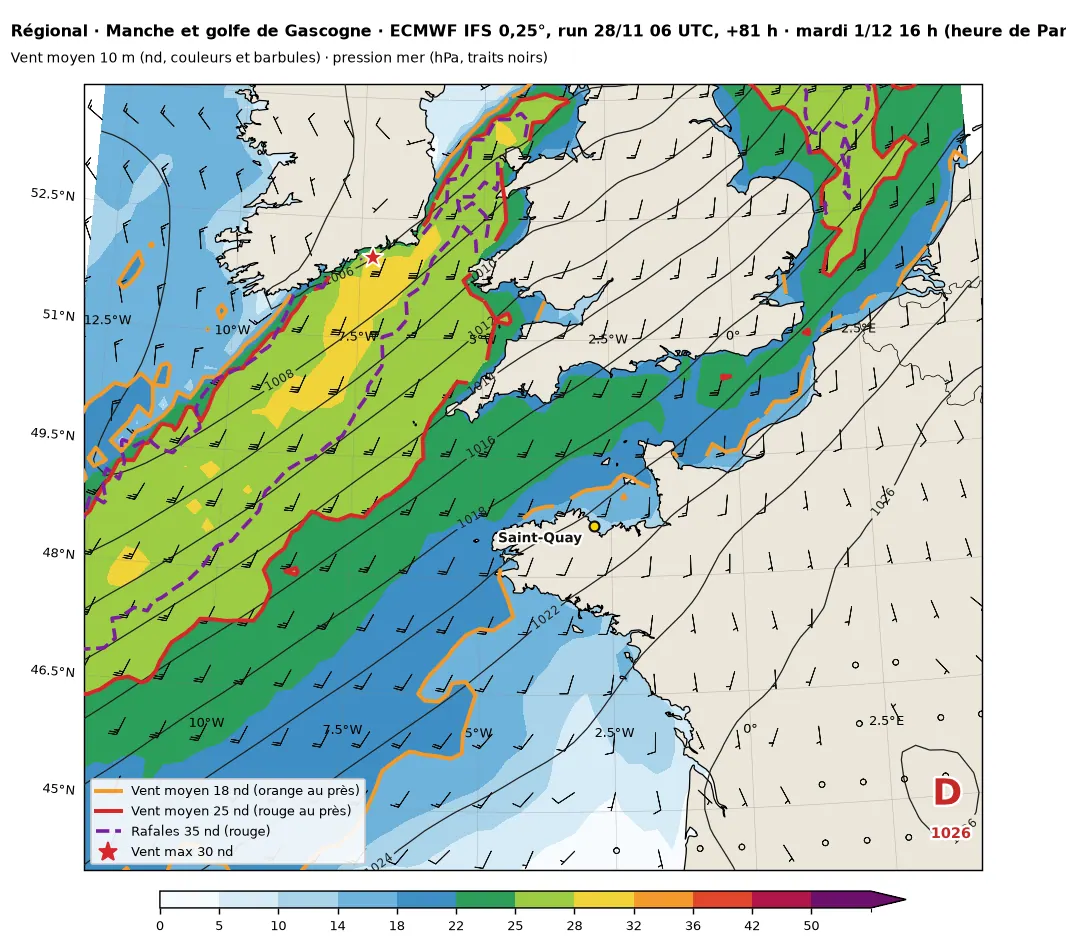 Régional · Manche et golfe de Gascogne · ECMWF IFS 0,25°, run 28/11 06 UTC, +81 h · mardi 1/12 16 h (heure de Par
Vent moyen 10 m (nd, couleurs et barbules) · pression mer (hPa, traits noirs)
52.5°N
1006
51°N
12.5°W
10°W
7.5°W
5°W
2.5°W
0°
2.5°E
1008
49.5°N
1016
1026
1018
48°N
Saint-Quay
1022
46.5°N
10°W
7.5°W
5°W
2.5°W
0°
2.5°E
45°N
D
1026
1024
Vent moyen 18 nd (orange au près)
Vent moyen 25 nd (rouge au près)
Rafales 35 nd (rouge)
Vent max 30 nd
0 5 10 14 18 22 25 28 32 36 42 50